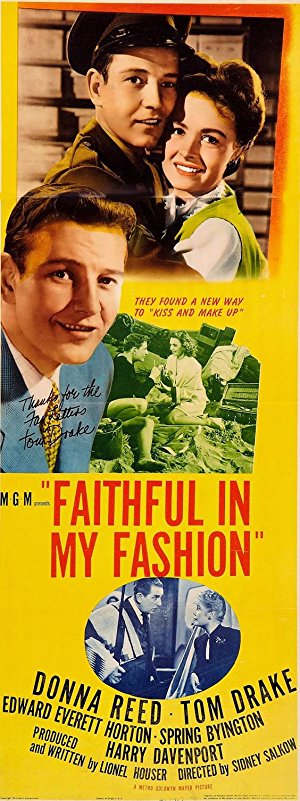 THEY FOUND A NEW WAY
TO "KISS AND MAKE UP"
Thanks for the
Fan letters
Tom Drake
M-G-M presents "FAITHFUL IN
MY FASHION"
DONNA REED · TOM DRAKE
EDWARD EVERETT HORTON · SPRING BYINGTON
HARRY DAVENPORT
PRODUCED
and WRITTEN by LIONEL HOUSER DIRECTED by SIDNEY SALKOW
A METRO-GOLDWYN-MAYER PICTURE